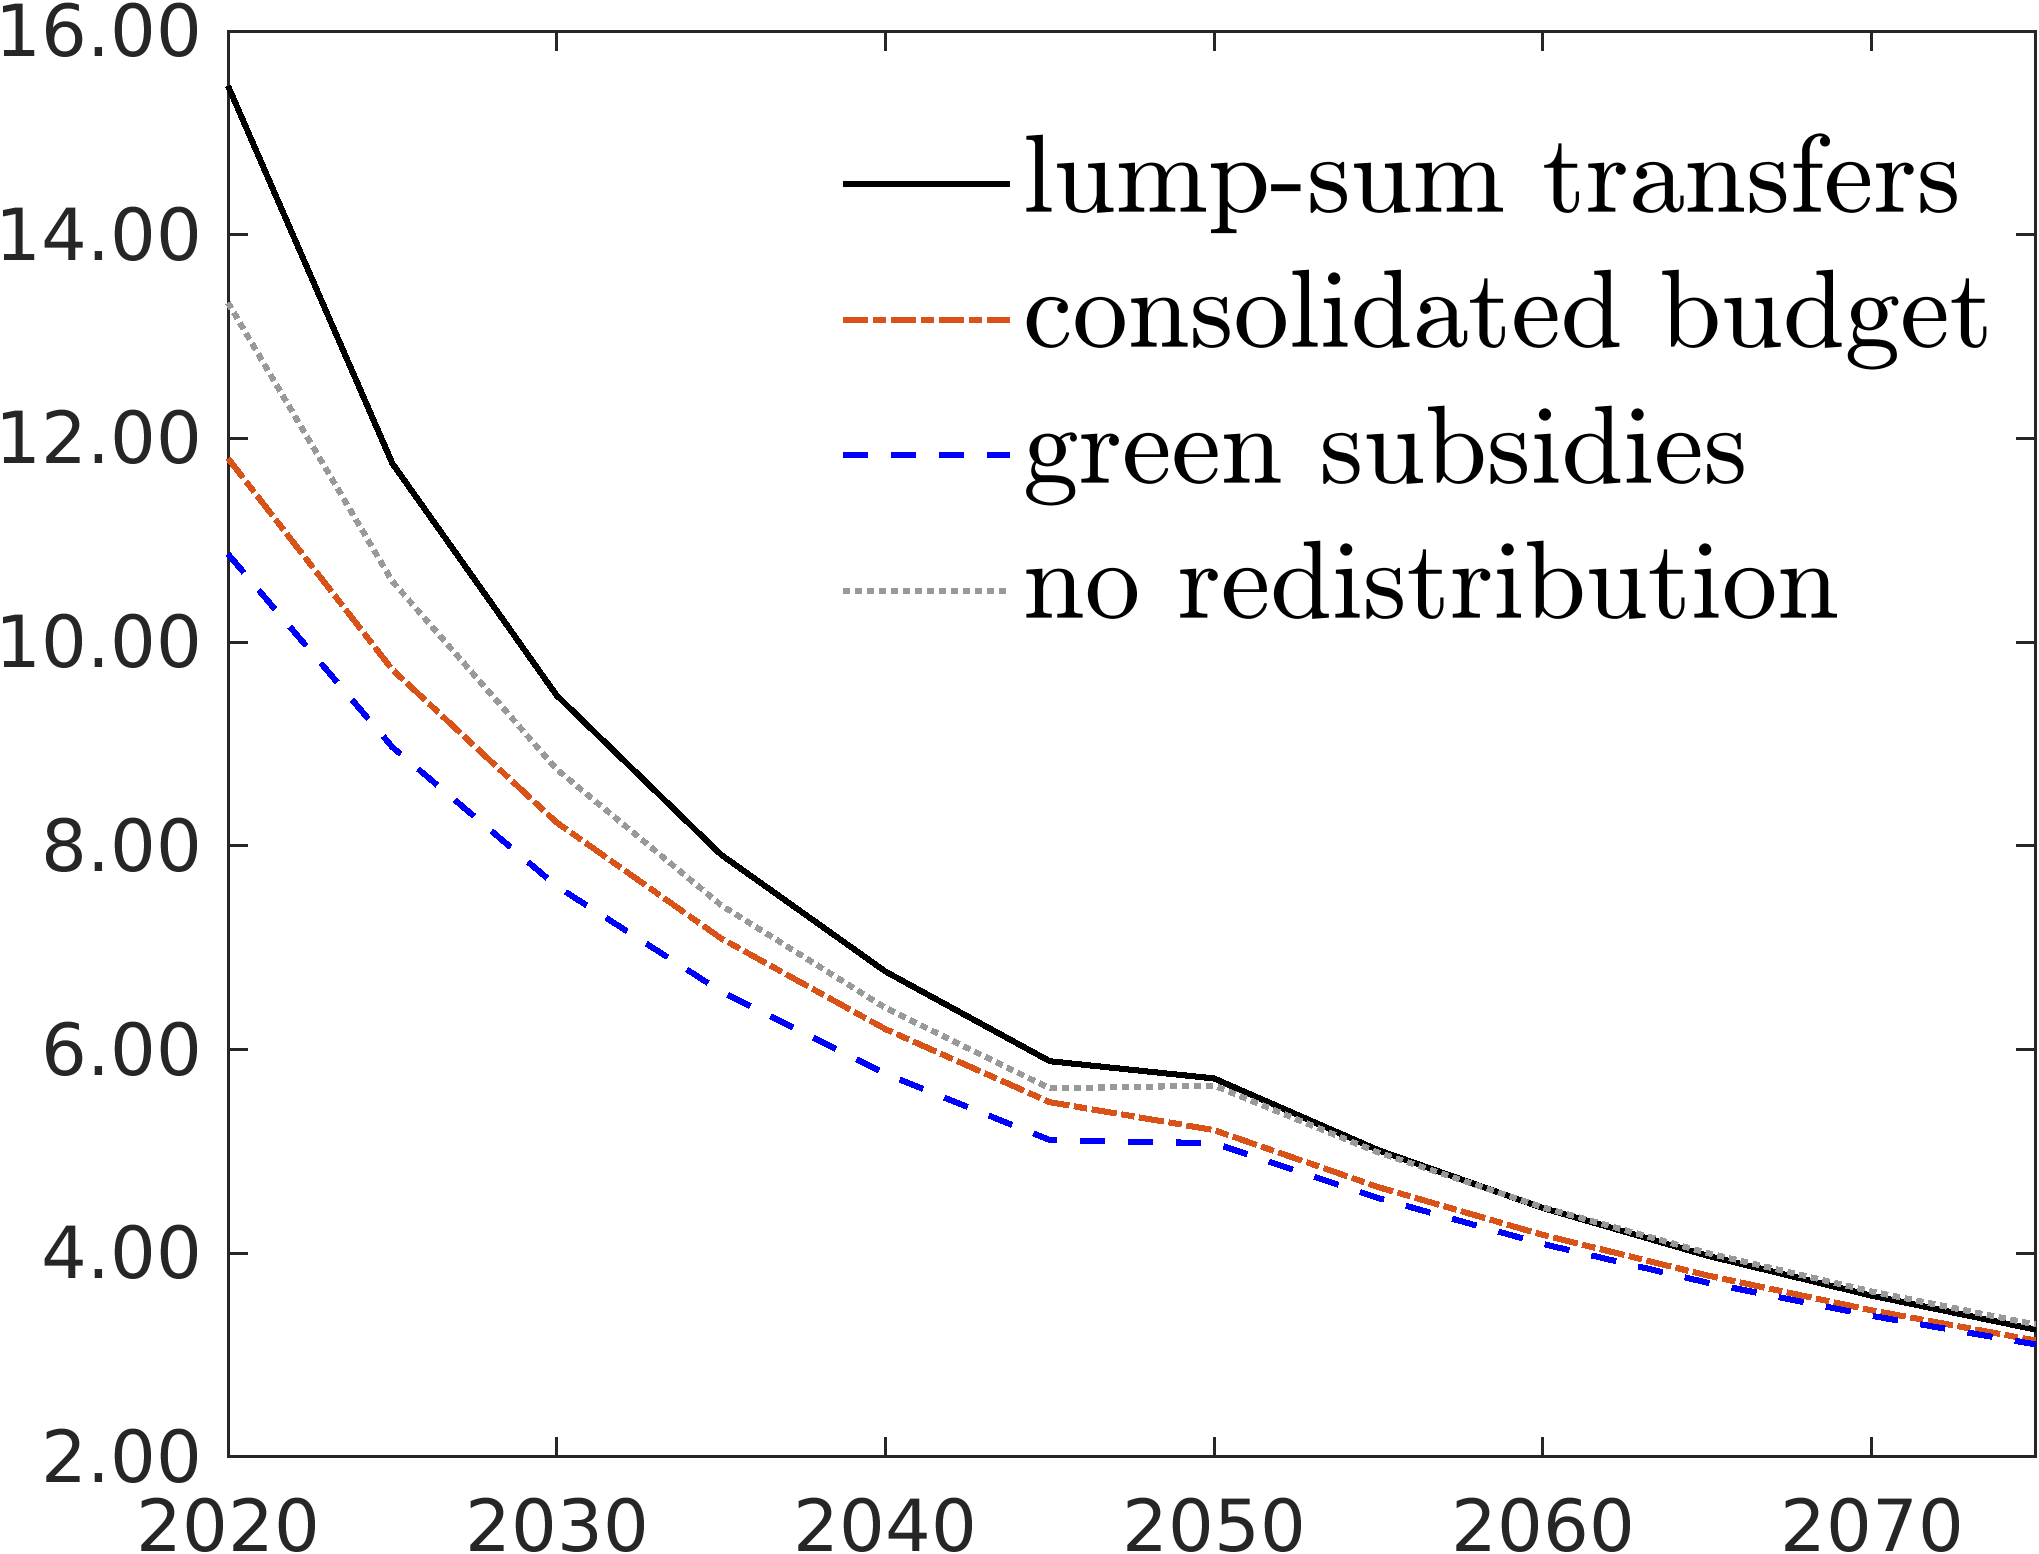 16.00
14.00
12.00
10.00
8.00
6.00
4.00
2.00
2020 2030 2040 2050 2060 2070
lump-sum transfers
consolidated budget
green subsidies
no redistribution